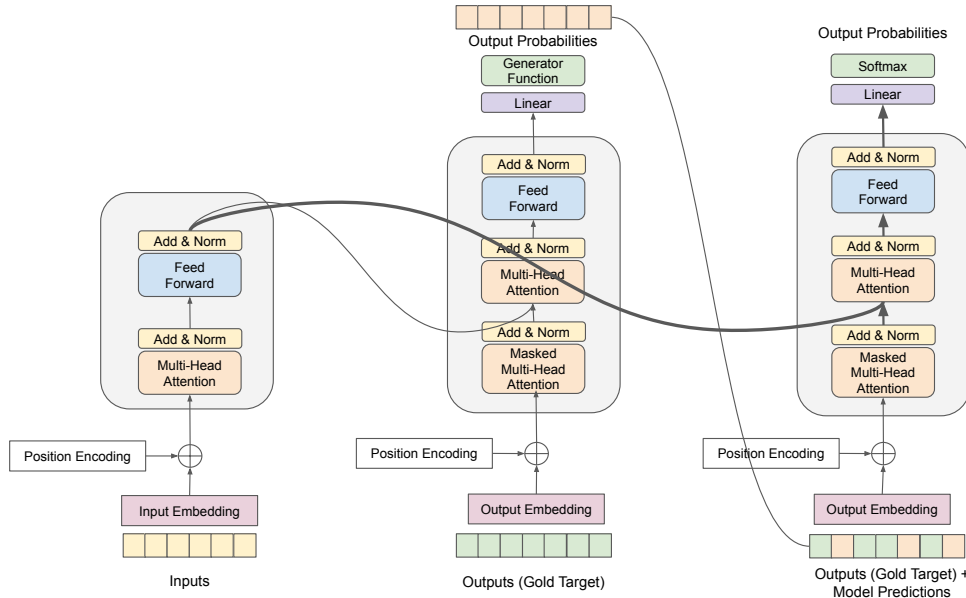 Output Probabilities
Generator
Function
Linear
Add & Norm
Feed
Forward
Add & Norm
Multi-Head
Attention
Add & Norm
Masked
Multi-Head
Attention
Position Encoding
Output Embedding
Outputs (Gold Target)
Add & Norm
Feed
Forward
Add & Norm
Multi-Head
Attention
Position Encoding
Input Embedding
Inputs
Output Probabilities
Softmax
Linear
Add & Norm
Feed
Forward
Add & Norm
Multi-Head
Attention
Add & Norm
Masked
Multi-Head
Attention
Position Encoding
Output Embedding
Outputs (Gold Target) +
Model Predictions